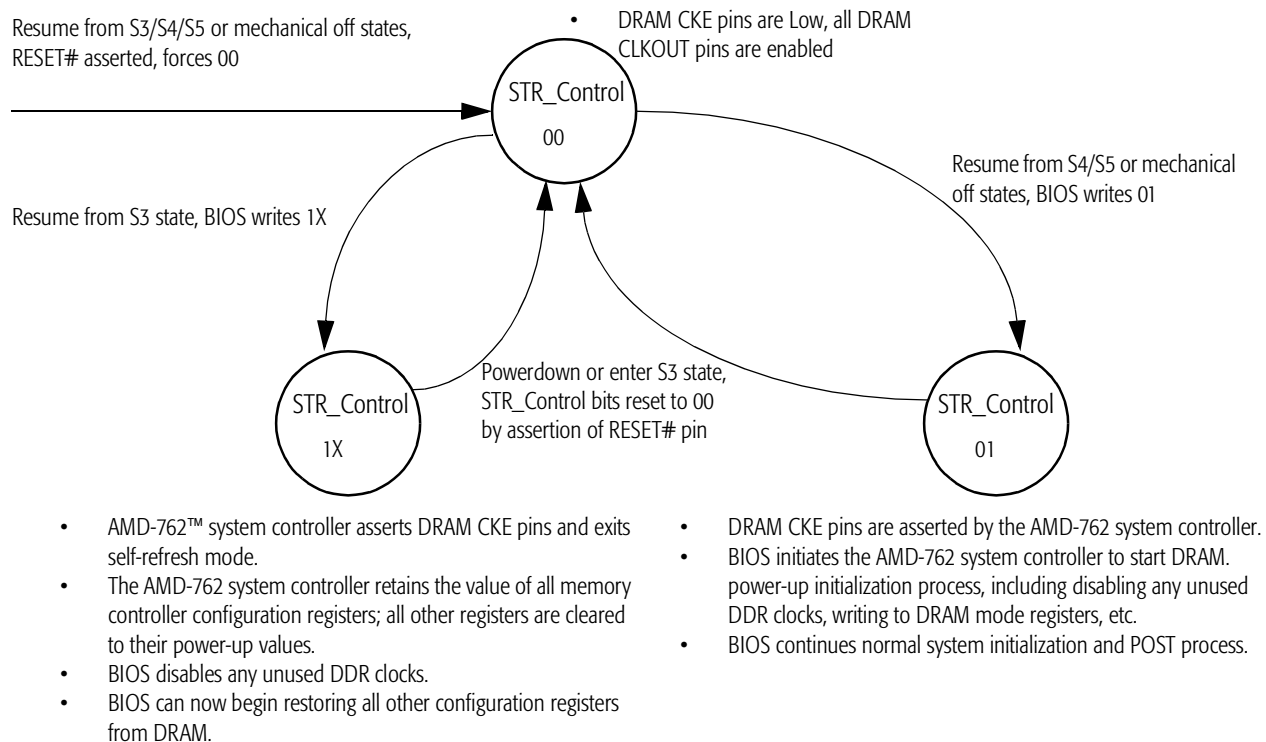 Resume from S3/S4/S5 or mechanical off states,
RESET# asserted, forces 00
• DRAM CKE pins are Low, all DRAM
CLKOUT pins are enabled
STR_Control
00
Resume from S4/S5 or mechanical
off states, BIOS writes 01
Resume from S3 state, BIOS writes 1X
Powerdown or enter S3 state,
STR_Control bits reset to 00
by assertion of RESET# pin
STR_Control
1X
STR_Control
01
• AMD-762™ system controller asserts DRAM CKE pins and exits
self-refresh mode.
• The AMD-762 system controller retains the value of all memory
controller configuration registers; all other registers are cleared
to their power-up values.
• BIOS disables any unused DDR clocks.
• BIOS can now begin restoring all other configuration registers
from DRAM.
• DRAM CKE pins are asserted by the AMD-762 system controller.
• BIOS initiates the AMD-762 system controller to start DRAM.
power-up initialization process, including disabling any unused
DDR clocks, writing to DRAM mode registers, etc.
• BIOS continues normal system initialization and POST process.